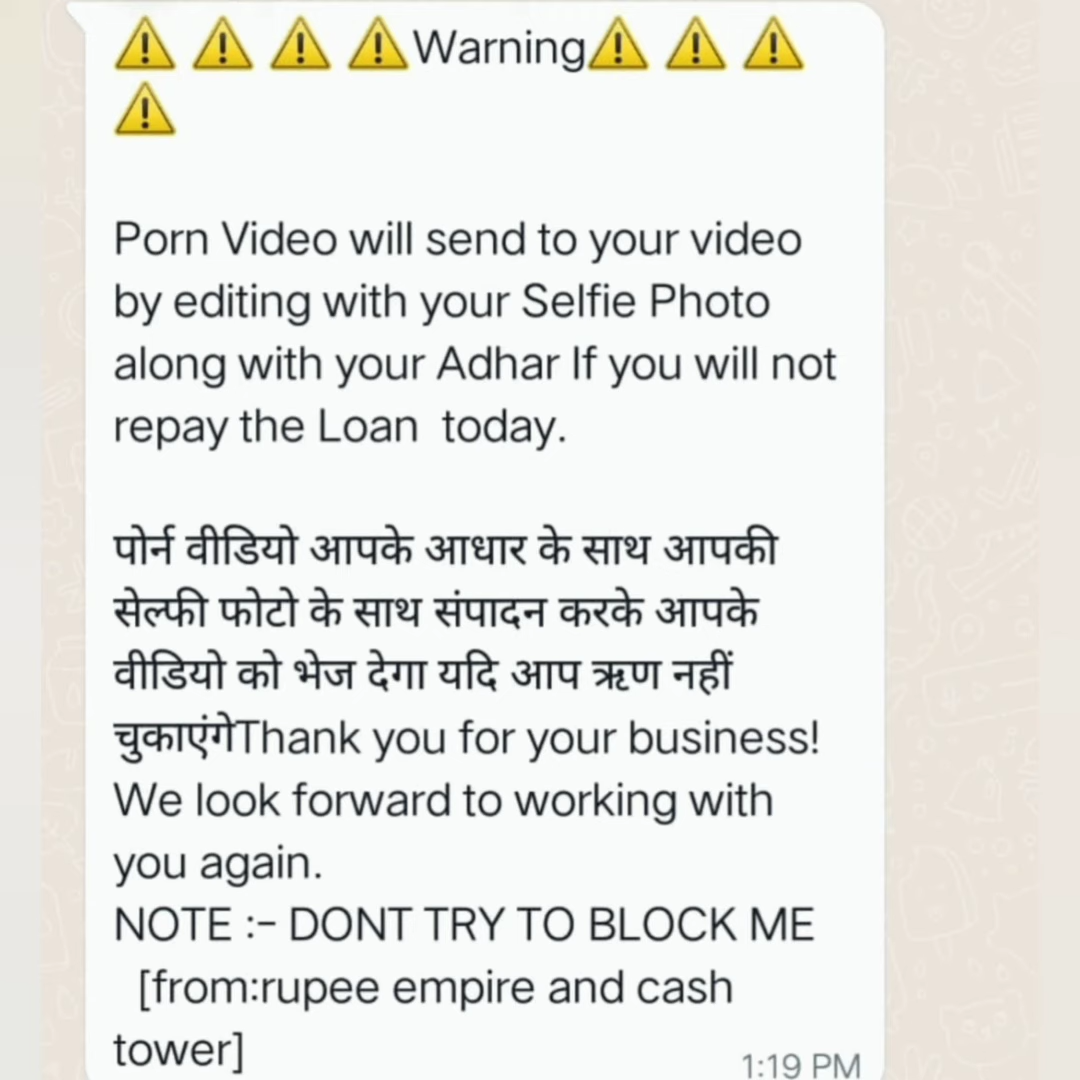 ⚠️ ⚠️ ⚠️ ⚠️Warning⚠️ ⚠️ ⚠️
⚠️
Porn Video will send to your video
by editing with your Selfie Photo
along with your Adhar If you will not
repay the Loan  today.
पोर्न वीडियो आपके आधार के साथ आपकी
सेल्फी फोटो के साथ संपादन करके आपके
वीडियो को भेज देगा यदि आप ऋण नहीं
चुकाएंगेThank you for your business!
We look forward to working with
you again.
NOTE :- DONT TRY TO BLOCK ME
[from:rupee empire and cash
tower]
1:19 PM